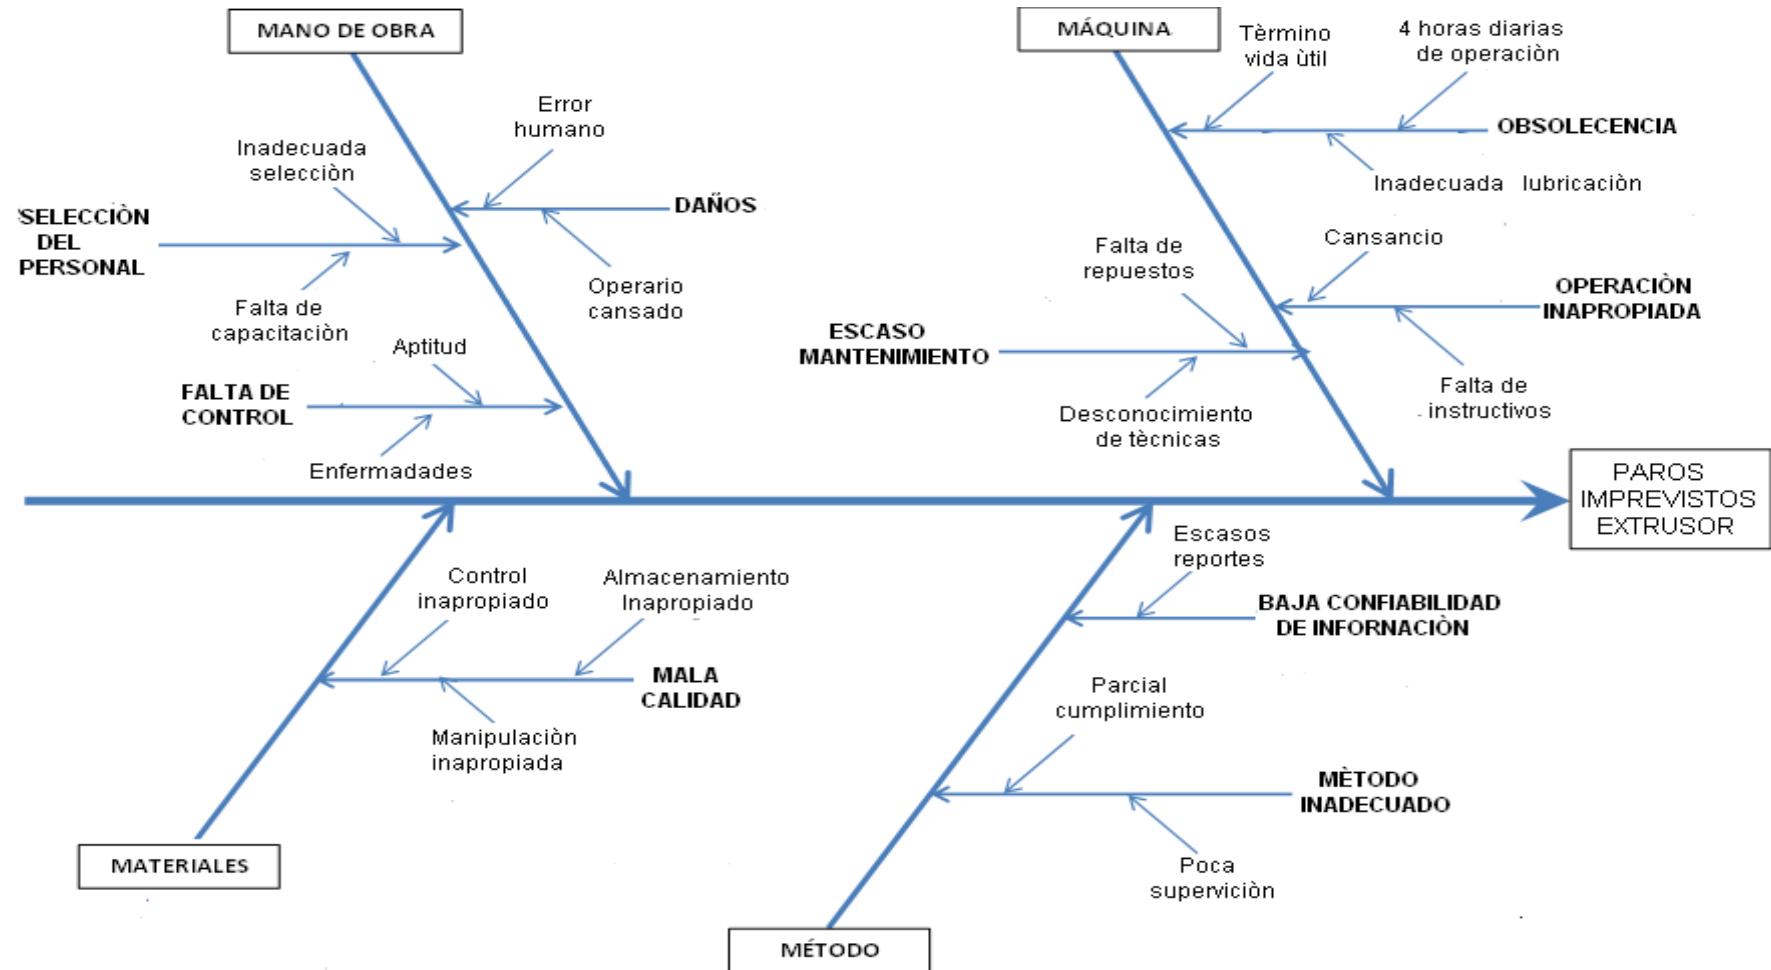 MANO DE OBRA
Error
humano
Inadecuada
selecciòn
SELECCIÒN
DEL
PERSONAL
DAÑOS
Falta de
capacitaciòn
Operario
cansado
Aptitud
FALTA DE
CONTROL
Enfermadades
MÁQUINA
Tèrmino
vida ùtil
4 horas diarias
de operaciòn
OBSOLECENCIA
Inadecuada lubricaciòn
Falta de
repuestos
Cansancio
OPERACIÒN
INAPROPIADA
ESCASO
MANTENIMIENTO
Desconocimiento
de tècnicas
Falta de
instructivos
PAROS
IMPREVISTOS
EXTRUSOR
Control
inapropiado
Almacenamiento
Inapropiado
MALA
CALIDAD
Manipulaciòn
inapropiada
MATERIALES
Escasos
reportes
BAJA CONFIABILIDAD
DE INFORNACIÒN
Parcial
cumplimiento
MÈTODO
INADECUADO
Poca
superviciòn
MÉTODO